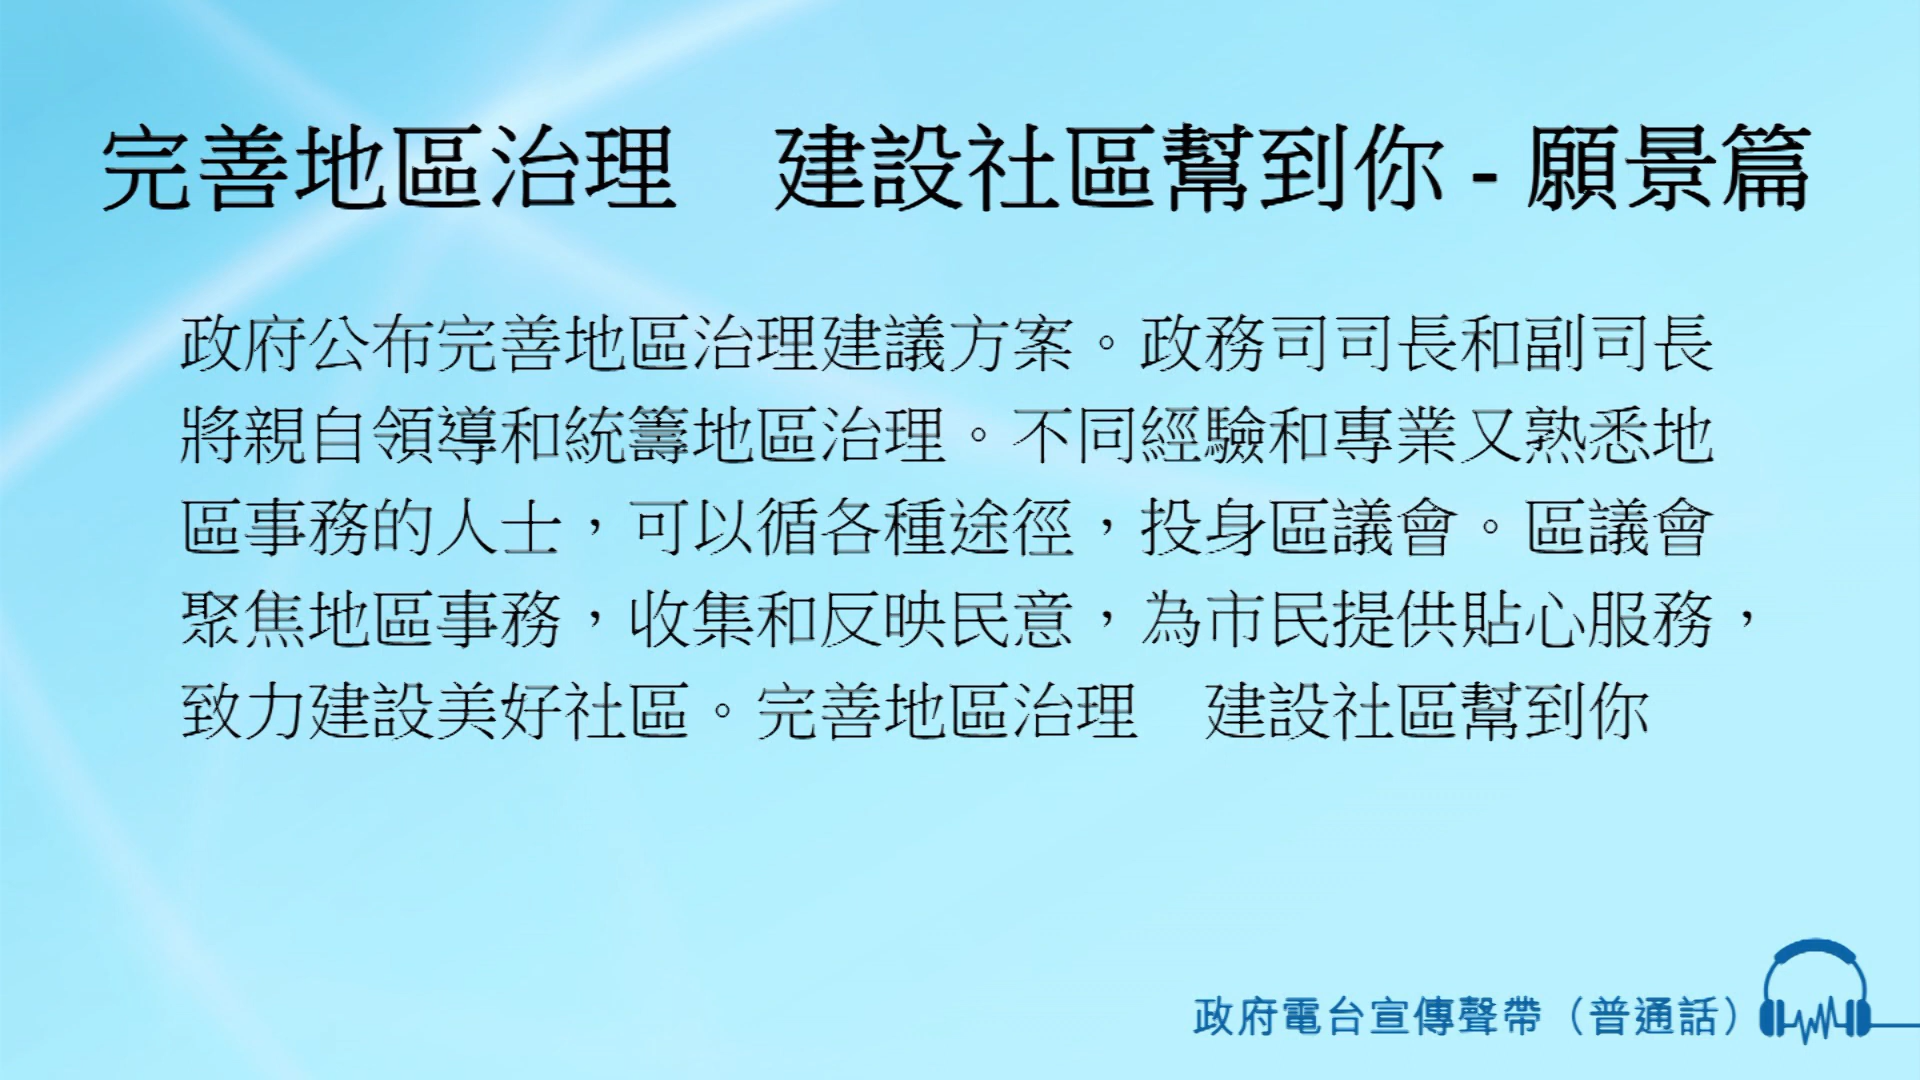 完善地區治理　建設社區幫到你 - 願景篇
政府公布完善地區治理建議方案。政務司司長和副司長
將親自領導和統籌地區治理。不同經驗和專業又熟悉地
區事務的人士，可以循各種途徑，投身區議會。區議會
聚焦地區事務，收集和反映民意，為市民提供貼心服務，
致力建設美好社區。完善地區治理　建設社區幫到你
政府電台宣傳聲帶（普通話）